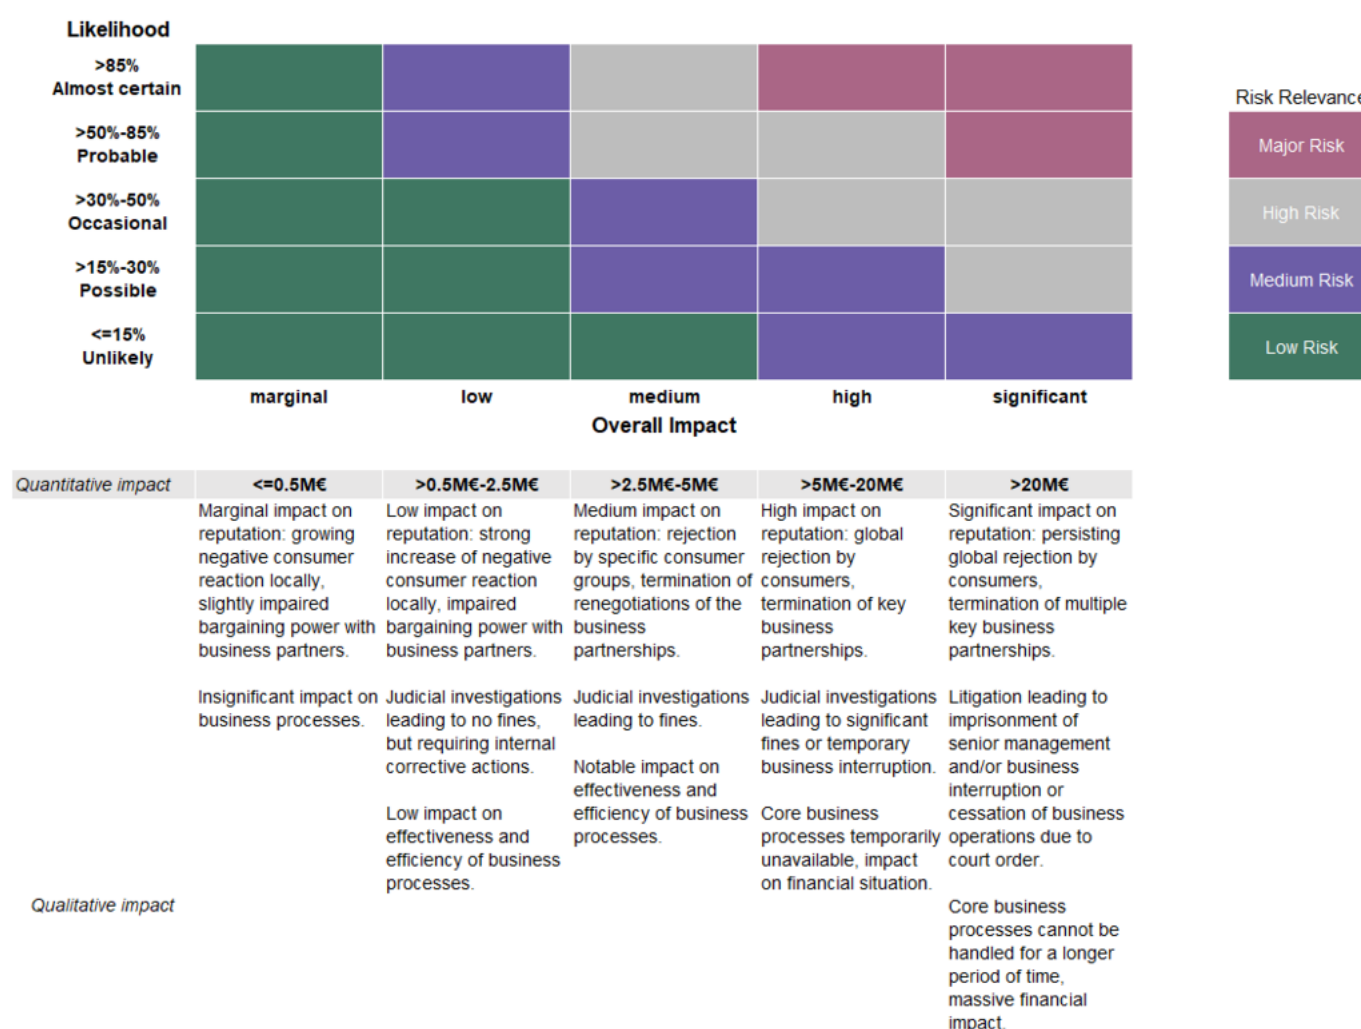 Likelihood
>85%
Almost certain
>50%-85%
Probable
>30%-50%
Occasional
>15%-30%
Possible
<=15%
Unlikely
marginal
low
medium
high
significant
Overall Impact
Risk Relevance
Major Risk
High Risk
Medium Risk
Low Risk
Quantitative impact
<=0.5M€
>0.5M€-2.5M€
>2.5M€-5M€
>5M€-20M€
>20M€
Qualitative impact
Marginal impact on
reputation: growing
negative consumer
reaction locally,
slightly impaired
bargaining power with
business partners.
Insignificant impact on
business processes.
Low impact on
reputation: strong
increase of negative
consumer reaction
locally, impaired
bargaining power with
business partners.
Judicial investigations
leading to no fines,
but requiring internal
corrective actions.
Low impact on
effectiveness and
efficiency of business
processes.
Medium impact on
reputation: rejection
by specific consumer
groups, termination of
renegotiations of the
business
partnerships.
Judicial investigations
leading to fines.
Notable impact on
effectiveness and
efficiency of business
processes.
High impact on
reputation: global
rejection by
consumers,
termination of key
business
partnerships.
Judicial investigations
leading to significant
fines or temporary
business interruption.
Core business
processes temporarily
unavailable, impact
on financial situation.
Significant impact on
reputation: persisting
global rejection by
consumers,
termination of multiple
key business
partnerships.
Litigation leading to
imprisonment of
senior management
and/or business
interruption or
cessation of business
operations due to
court order.
Core business
processes cannot be
handled for a longer
period of time,
massive financial
impact.